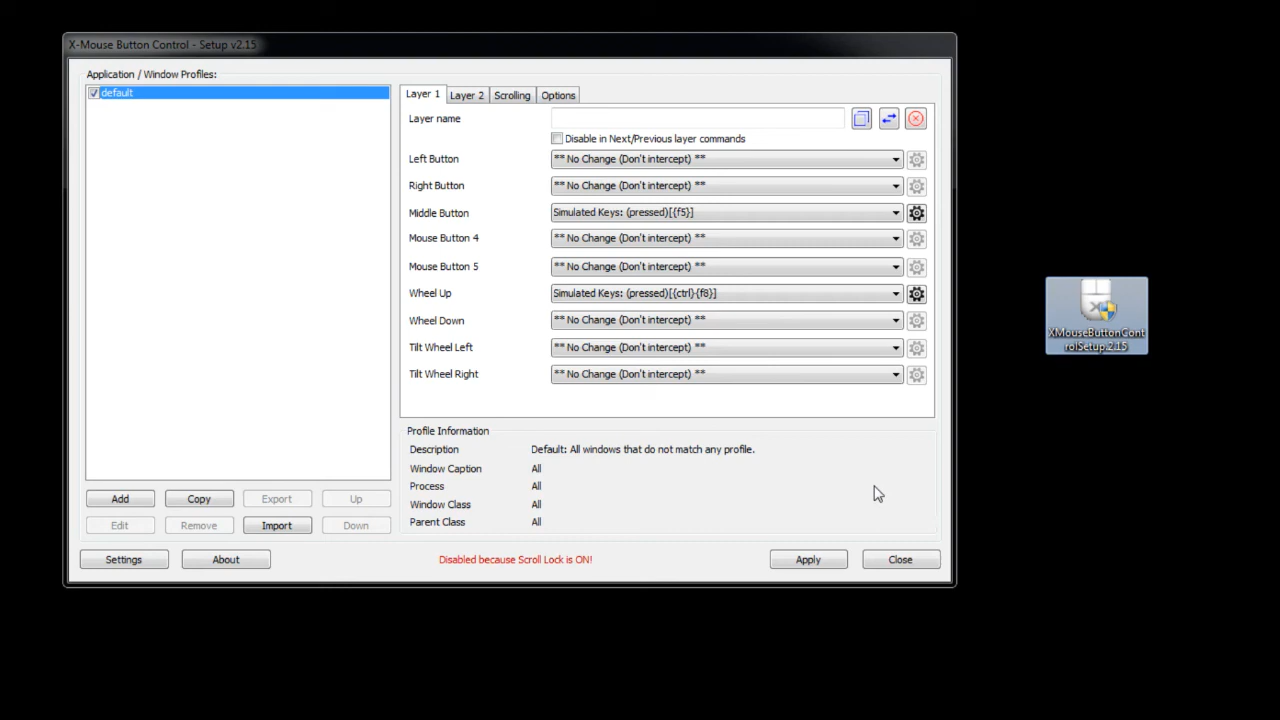 X-Mouse Button Control - Setup v2.15
Application / Window Profiles:
default
Layer 1
Layer 2
Scrolling
Options
Layer name
Disable in Next/Previous layer commands
Left Button
** No Change (Don't intercept) **
Right Button
** No Change (Don't intercept) **
Middle Button
Simulated Keys: (pressed)[{f5}]
Mouse Button 4
** No Change (Don't intercept) **
Mouse Button 5
** No Change (Don't intercept) **
Wheel Up
Simulated Keys: (pressed)[{ctrl}{f8}]
Wheel Down
** No Change (Don't intercept) **
Tilt Wheel Left
** No Change (Don't intercept) **
Tilt Wheel Right
** No Change (Don't intercept) **
Profile Information
Description
Default: All windows that do not match any profile.
Window Caption
All
Process
All
Window Class
All
Parent Class
All
Add
Copy
Export
Up
Edit
Remove
Import
Down
Settings
About
Disabled because Scroll Lock is ON!
Apply
Close
XMouseButtonCont
rolSetup.2.15